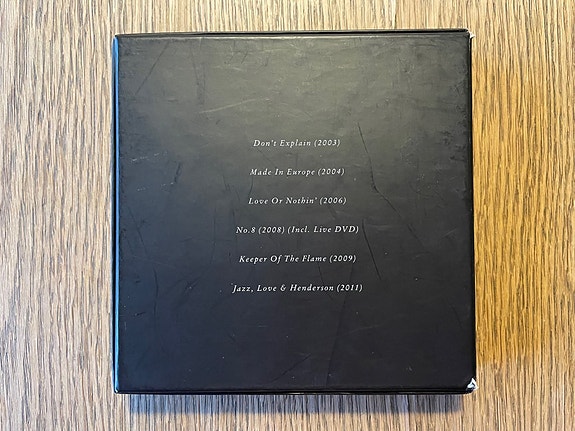 Don't Explain (2003)
Made In Europe (2004)
Love Or Nothin' (2006)
No.8 (2008) (Incl. Live DVD)
Keeper Of The Flame (2009)
Jazz, Love & Henderson (2011)